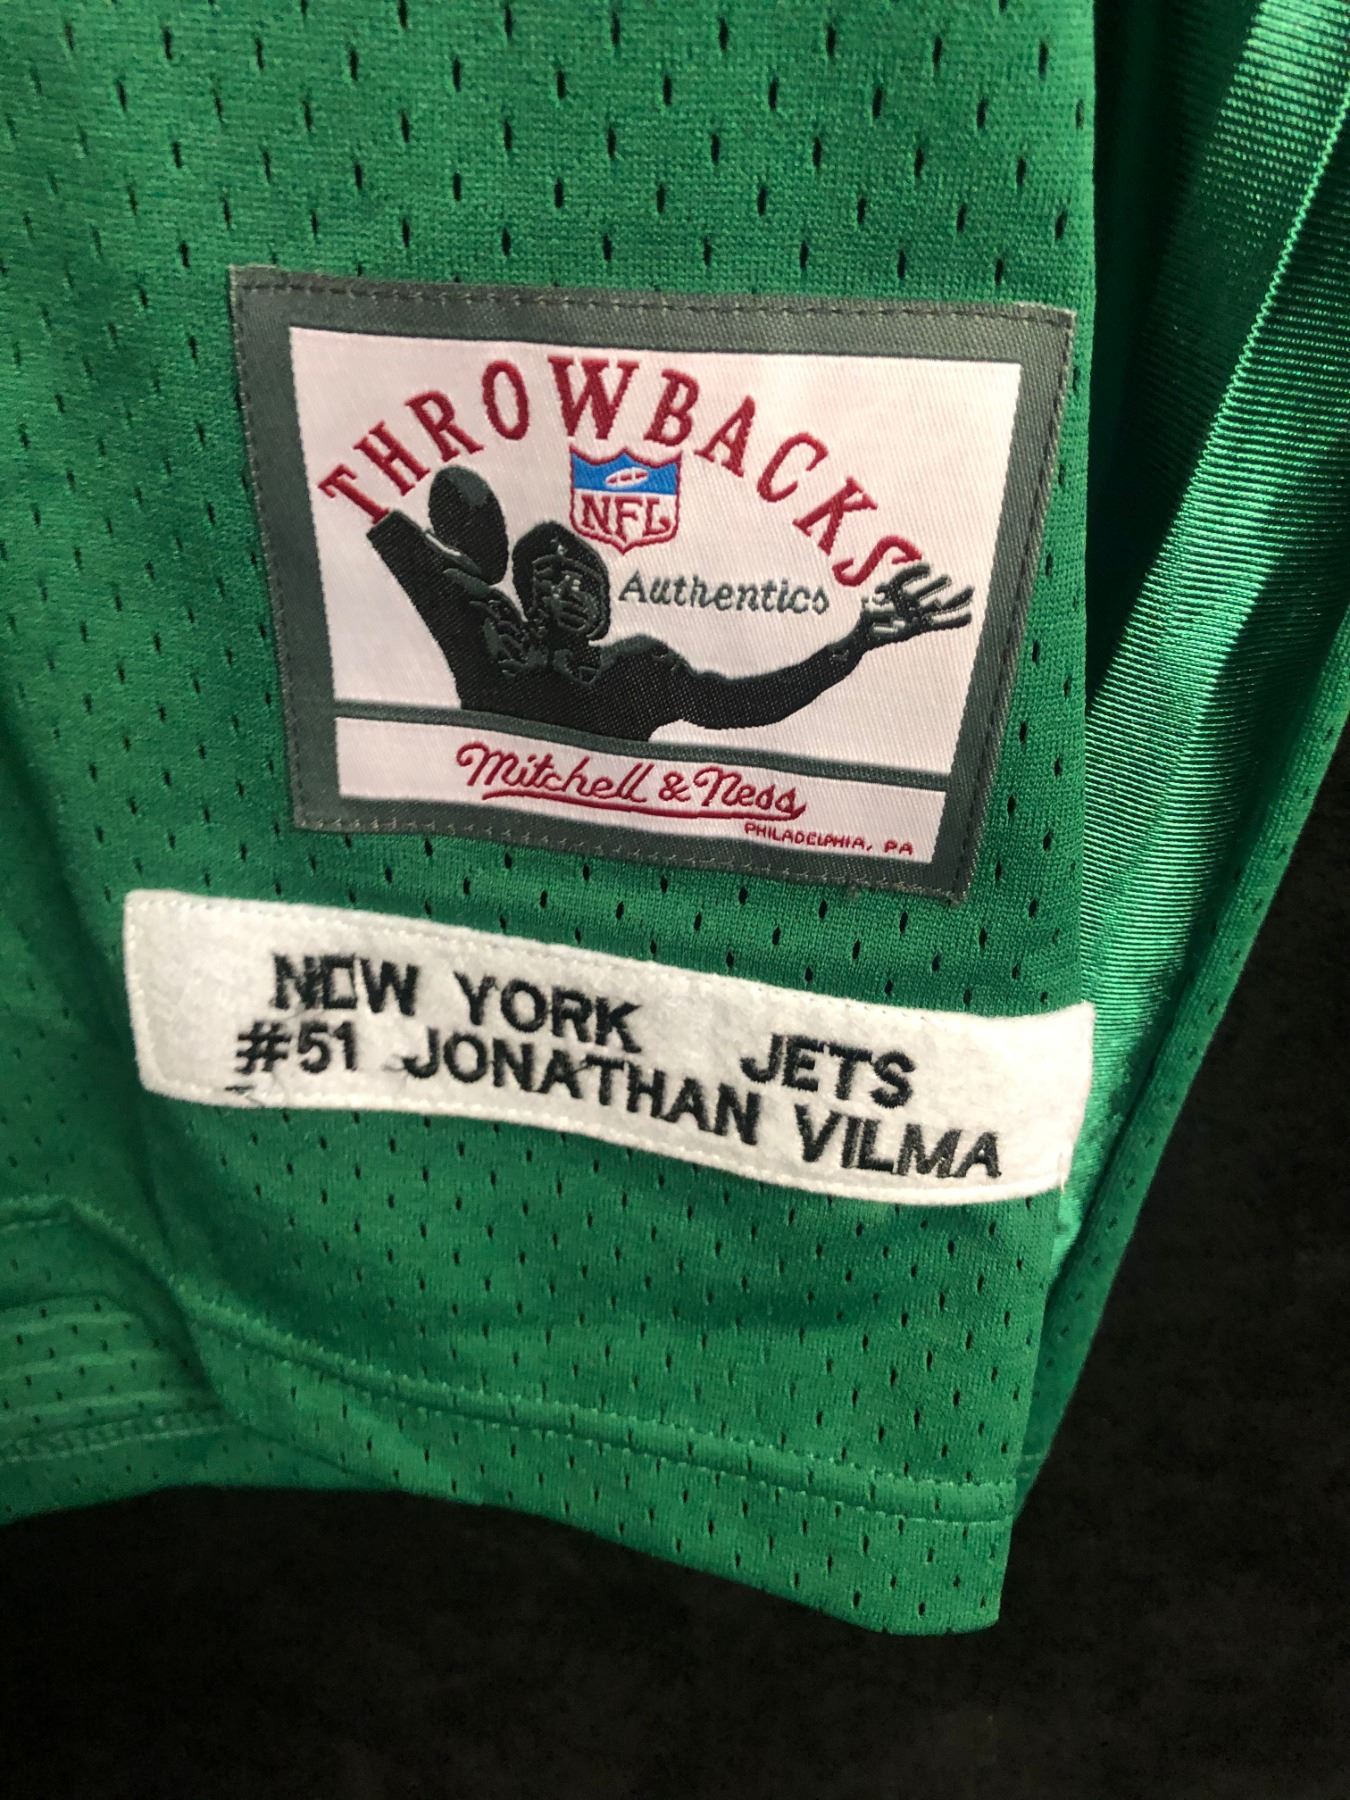 THROWBACKS
NFL
Authentics
Mitchell & Ness
PHILADELPHIA, PA
NEW YORK JETS
#51 JONATHAN VILMA